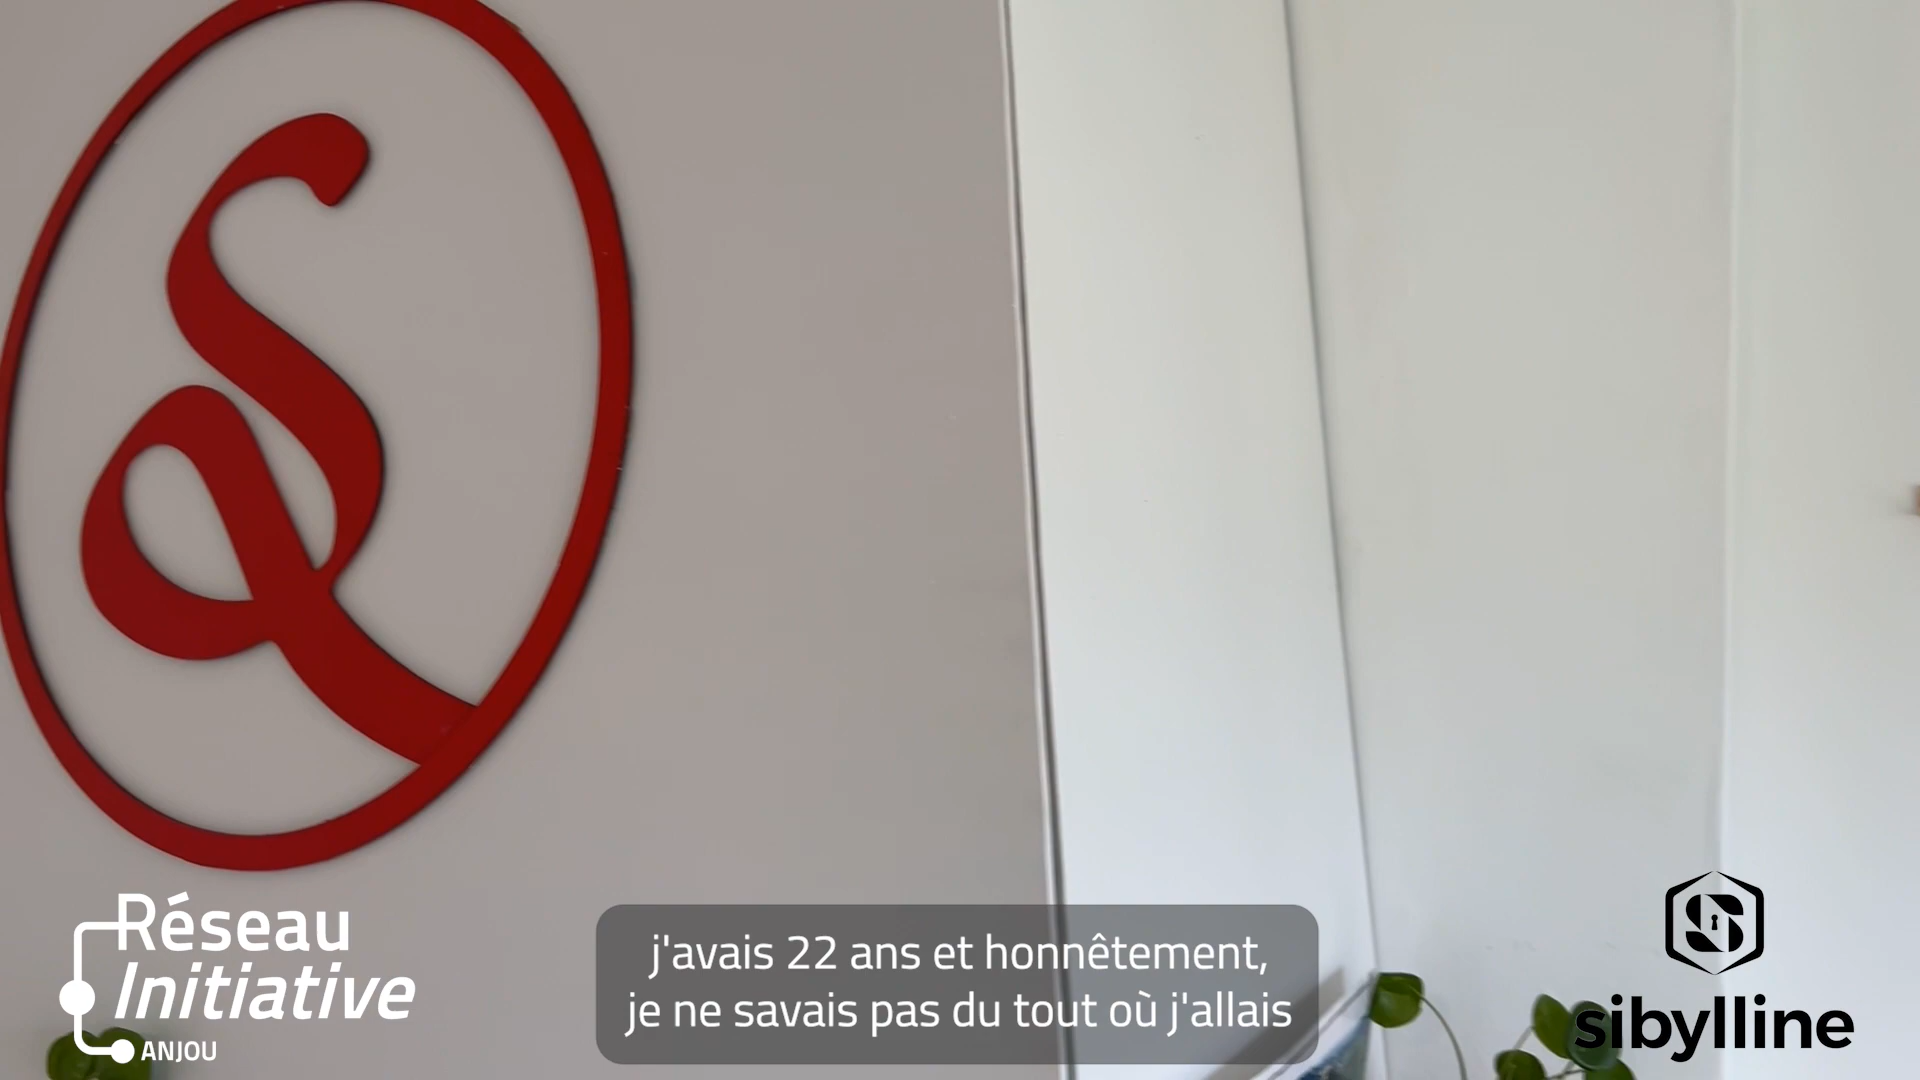 Réseau
Initiative
ANJOU
j'avais 22 ans et honnêtement,
je ne savais pas du tout où j'allais
sibylline